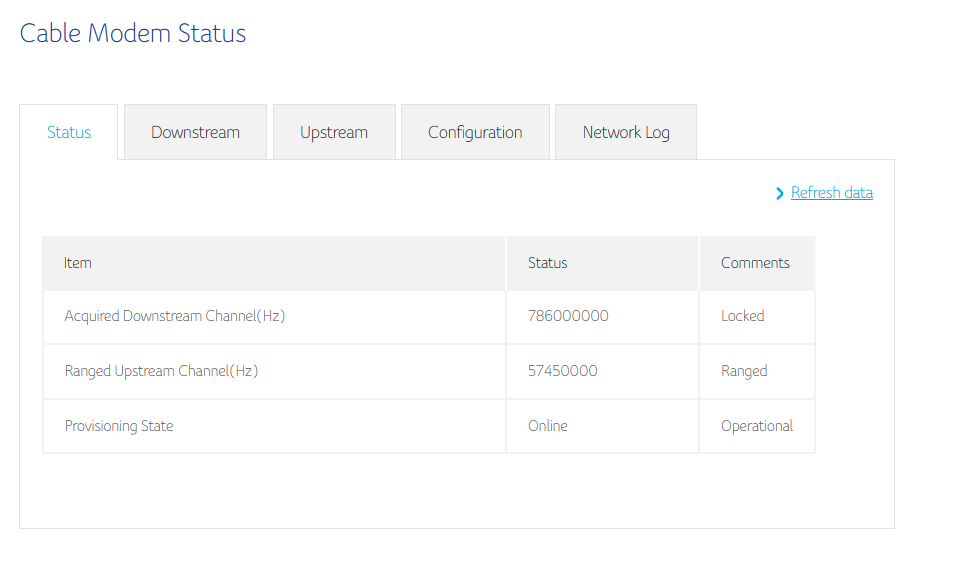 Cable Modem Status
Status Downstream Upstream Configuration Network Log
Refresh data
Item Status Comments
Acquired Downstream Channel(Hz) 786000000 Locked
Ranged Upstream Channel(Hz) 57450000 Ranged
Provisioning State Online Operational